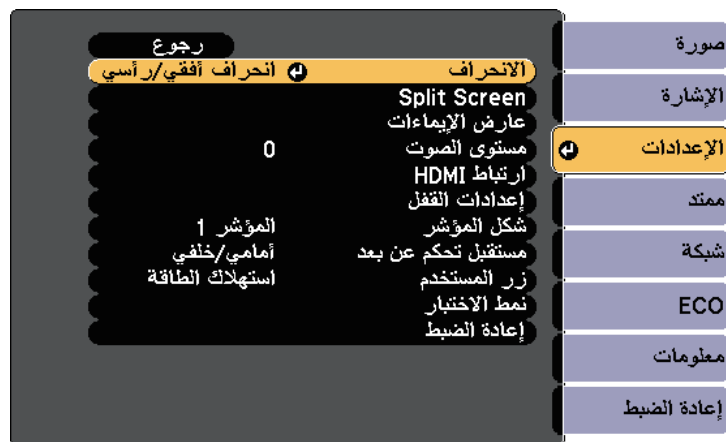 صورة
الإشارة
الإعدادات
ممتد
شبكة
ECO
معلومات
إعادة الضبط
رجوع
الانحراف انحراف أفقي/رأسي
Split Screen
عارض الإيماءات
مستوى الصوت 0
ارتباط HDMI
إعدادات القفل
شكل المؤشر المؤشر 1
مستقبل تحكم عن بعد أمامي/خلفي
زر المستخدم استهلاك الطاقة
نمط الاختبار
إعادة الضبط